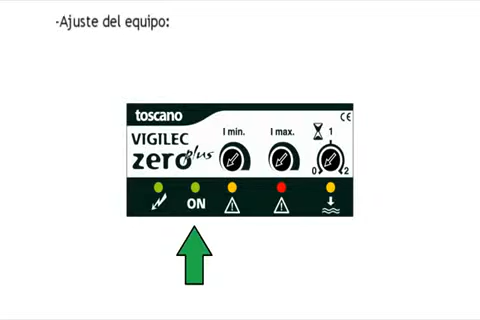 -Ajuste del equipo:
toscano
CE
VIGILEC
zero plus
I min.
I max.
1
0
2
ON